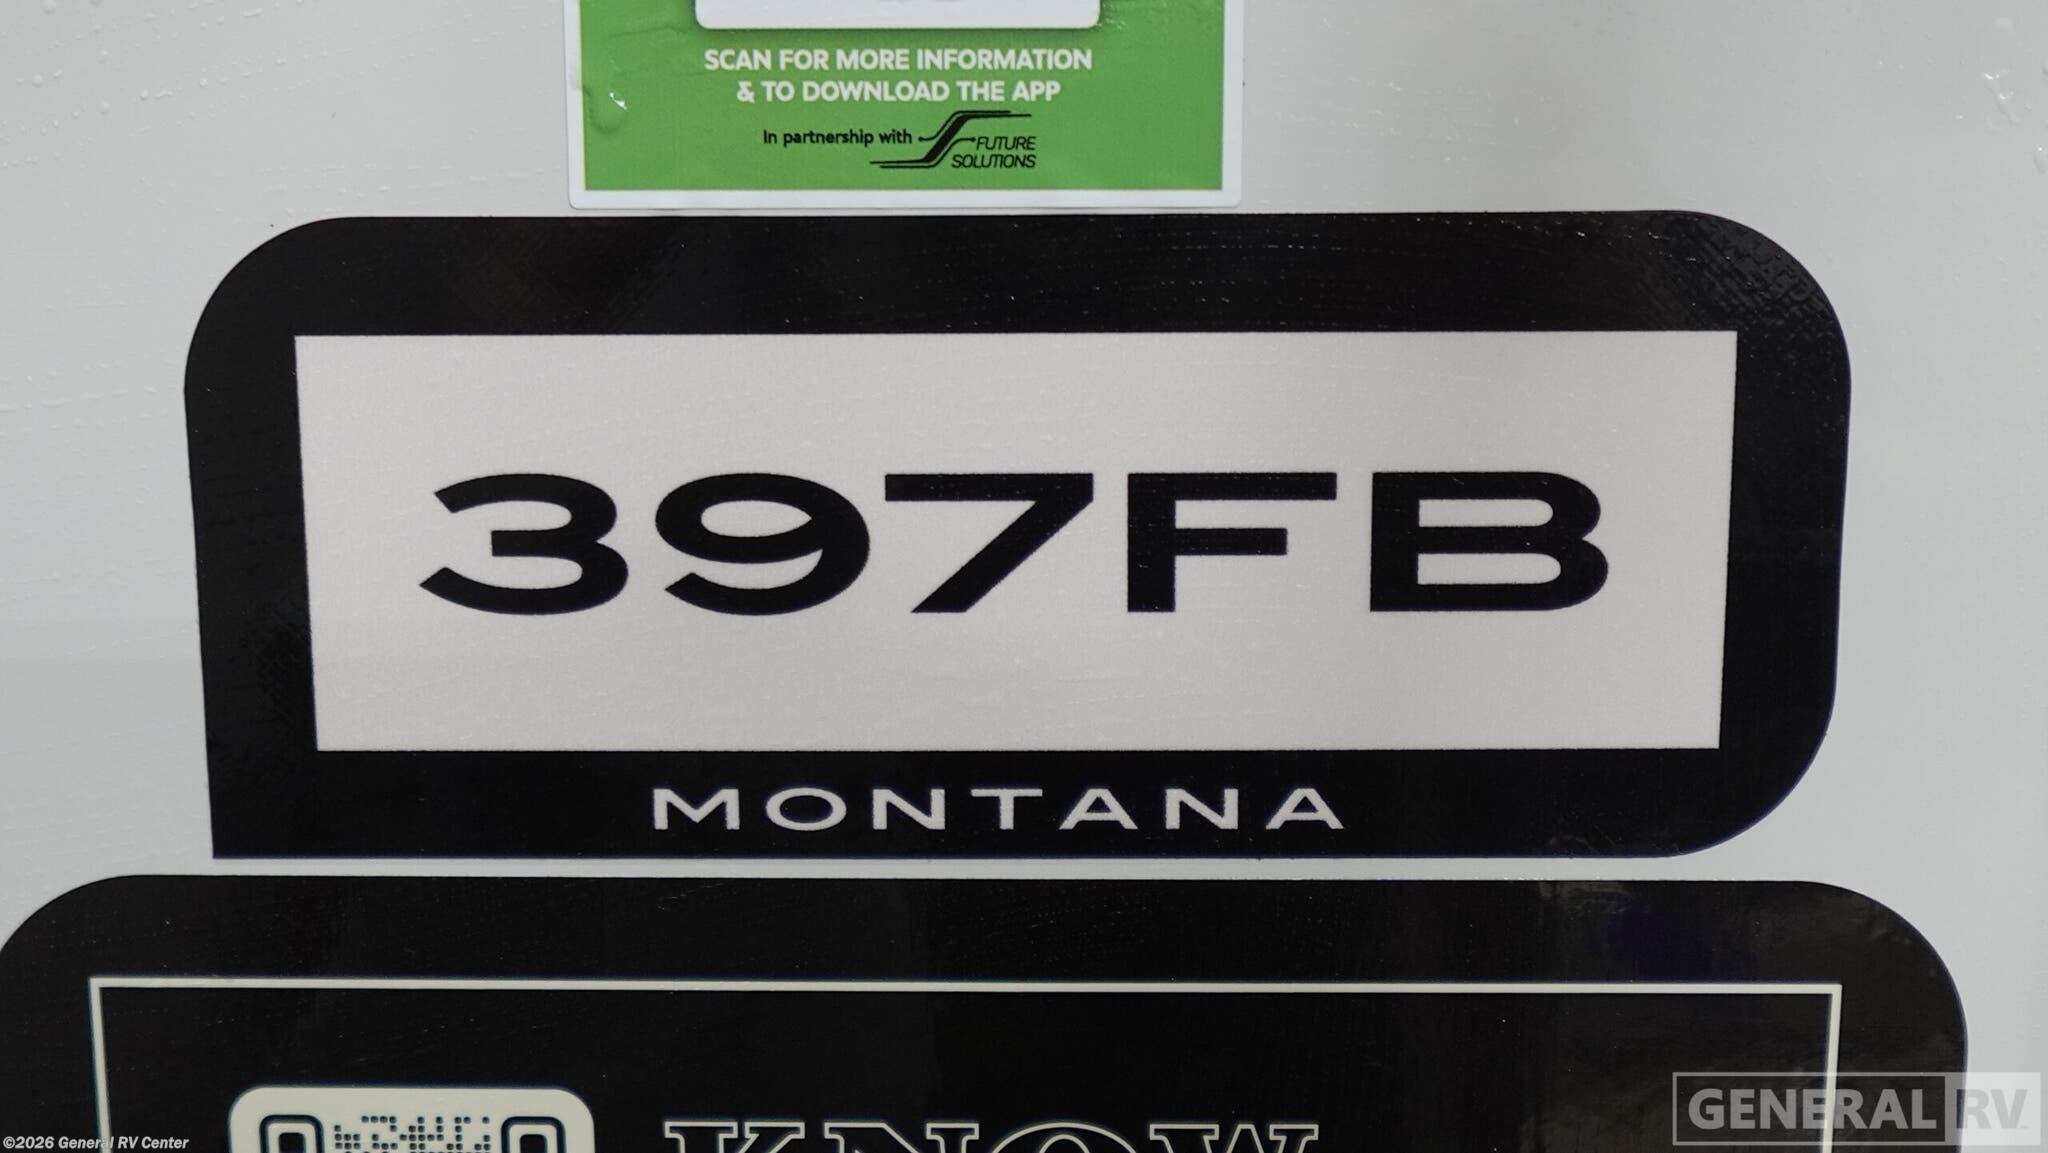 SCAN FOR MORE INFORMATION
& TO DOWNLOAD THE APP
In partnership with FUTURE
SOLUTIONS
397FB
MONTANA
KNOW
GENERAL RV
©2026 General RV Center